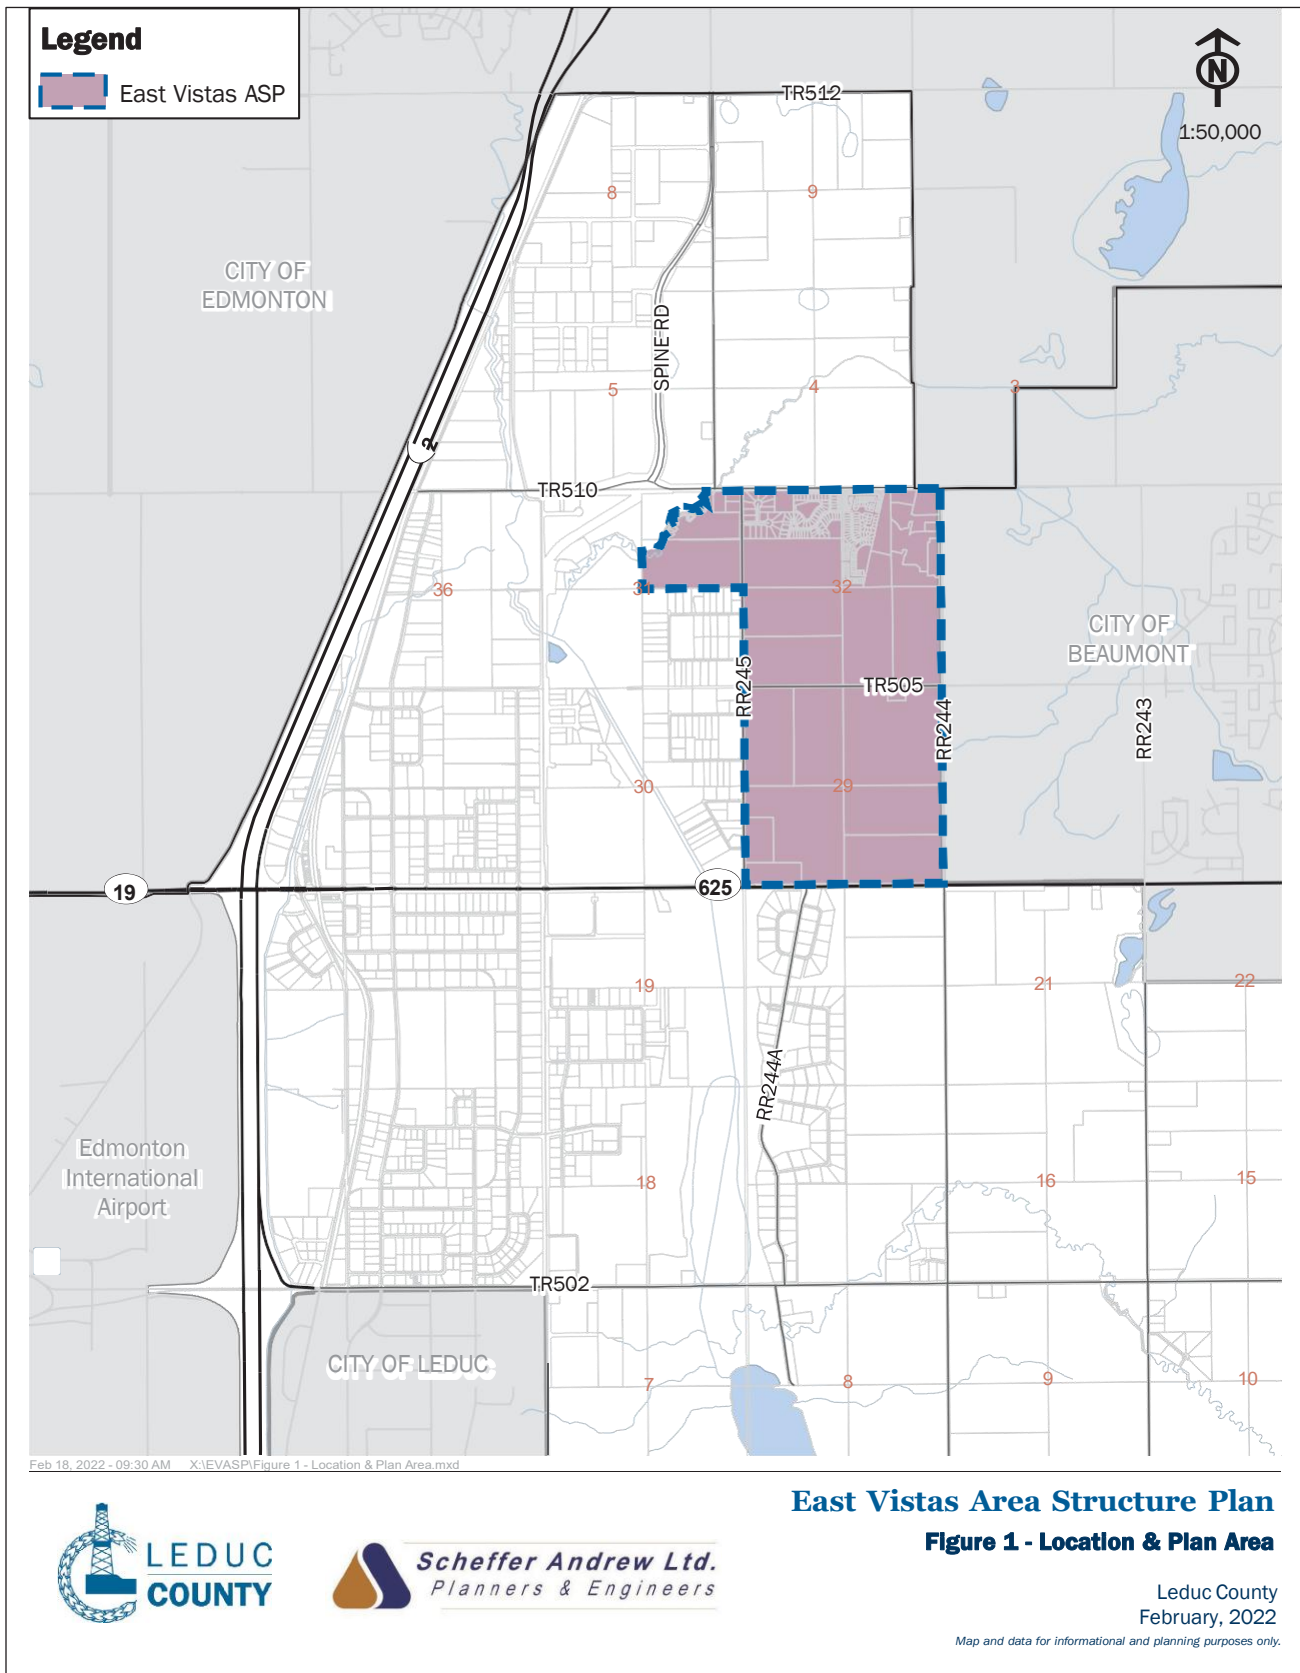 Legend
East Vistas ASP
N
1:50,000
TR512
8
9
CITY OF
EDMONTON
SPINE RD
5
4
3
2
TR510
36
31
32
CITY OF
BEAUMONT
RR245
TR505
RR244
RR243
30
29
19
625
19
21
22
RR244A
Edmonton
International
Airport
18
16
15
TR502
CITY OF LEDUC
7
8
9
10
Feb 18, 2022 - 09:30 AM X:\EVASP\Figure 1 - Location & Plan Area.mxd
East Vistas Area Structure Plan
Figure 1 - Location & Plan Area
LEDUC
COUNTY
Scheffer Andrew Ltd.
Planners & Engineers
Leduc County
February, 2022
Map and data for informational and planning purposes only.